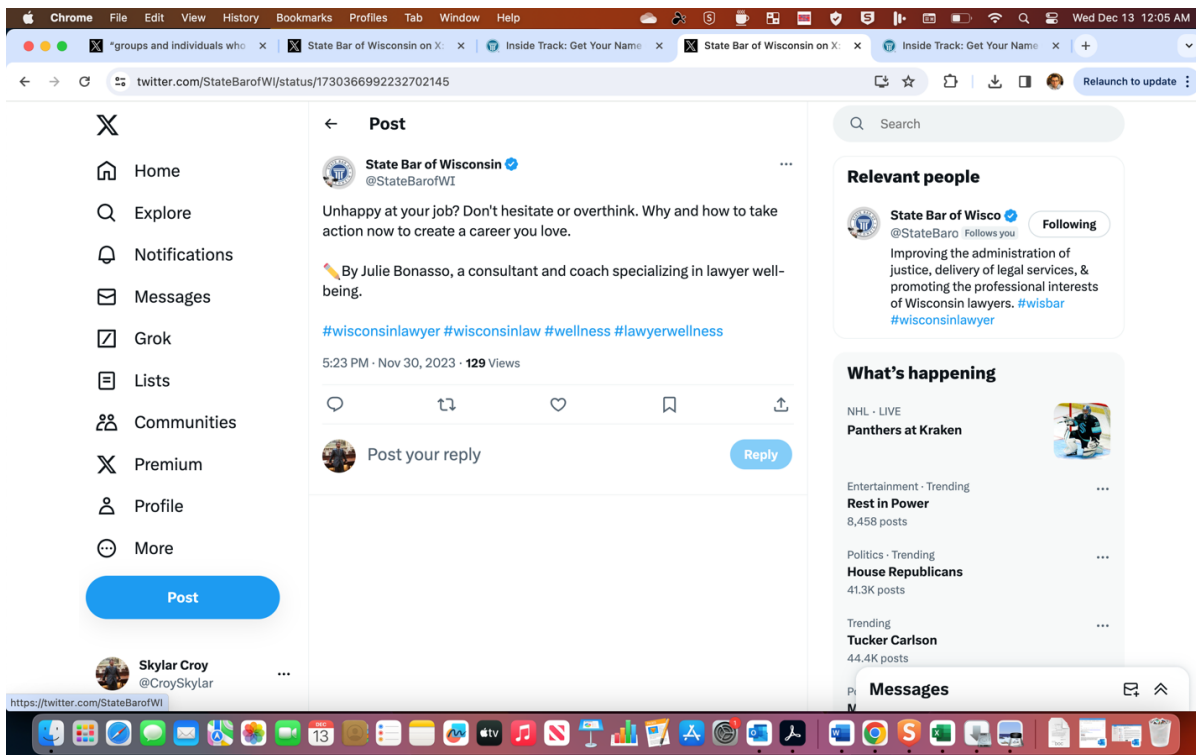 Chrome File Edit View History Bookmarks Profiles Tab Window Help Wed Dec 13 12:05 AM
"groups and individuals who
State Bar of Wisconsin on X:
Inside Track: Get Your Name
State Bar of Wisconsin on X:
Inside Track: Get Your Name
twitter.com/StateBarofWI/status/1730366992232702145
Relaunch to update
Home
Explore
Notifications
Messages
Grok
Lists
Communities
Premium
Profile
More
Post
Skylar Croy
@CroySkylar
https://twitter.com/StateBarofWI
Post
State Bar of Wisconsin
@StateBarofWI
Unhappy at your job? Don't hesitate or overthink. Why and how to take
action now to create a career you love.
✏️By Julie Bonasso, a consultant and coach specializing in lawyer well-
being.
#wisconsinlawyer #wisconsinlaw #wellness #lawyerwellness
5:23 PM · Nov 30, 2023 · 129 Views
Post your reply
Reply
Search
Relevant people
State Bar of Wisco
@StateBaro Follows you
Following
Improving the administration of
justice, delivery of legal services, &
promoting the professional interests
of Wisconsin lawyers. #wisbar
#wisconsinlawyer
What's happening
NHL · LIVE
Panthers at Kraken
Entertainment · Trending
Rest in Power
8,458 posts
Politics · Trending
House Republicans
41.3K posts
Trending
Tucker Carlson
44.4K posts
Messages
DEC
13
tv